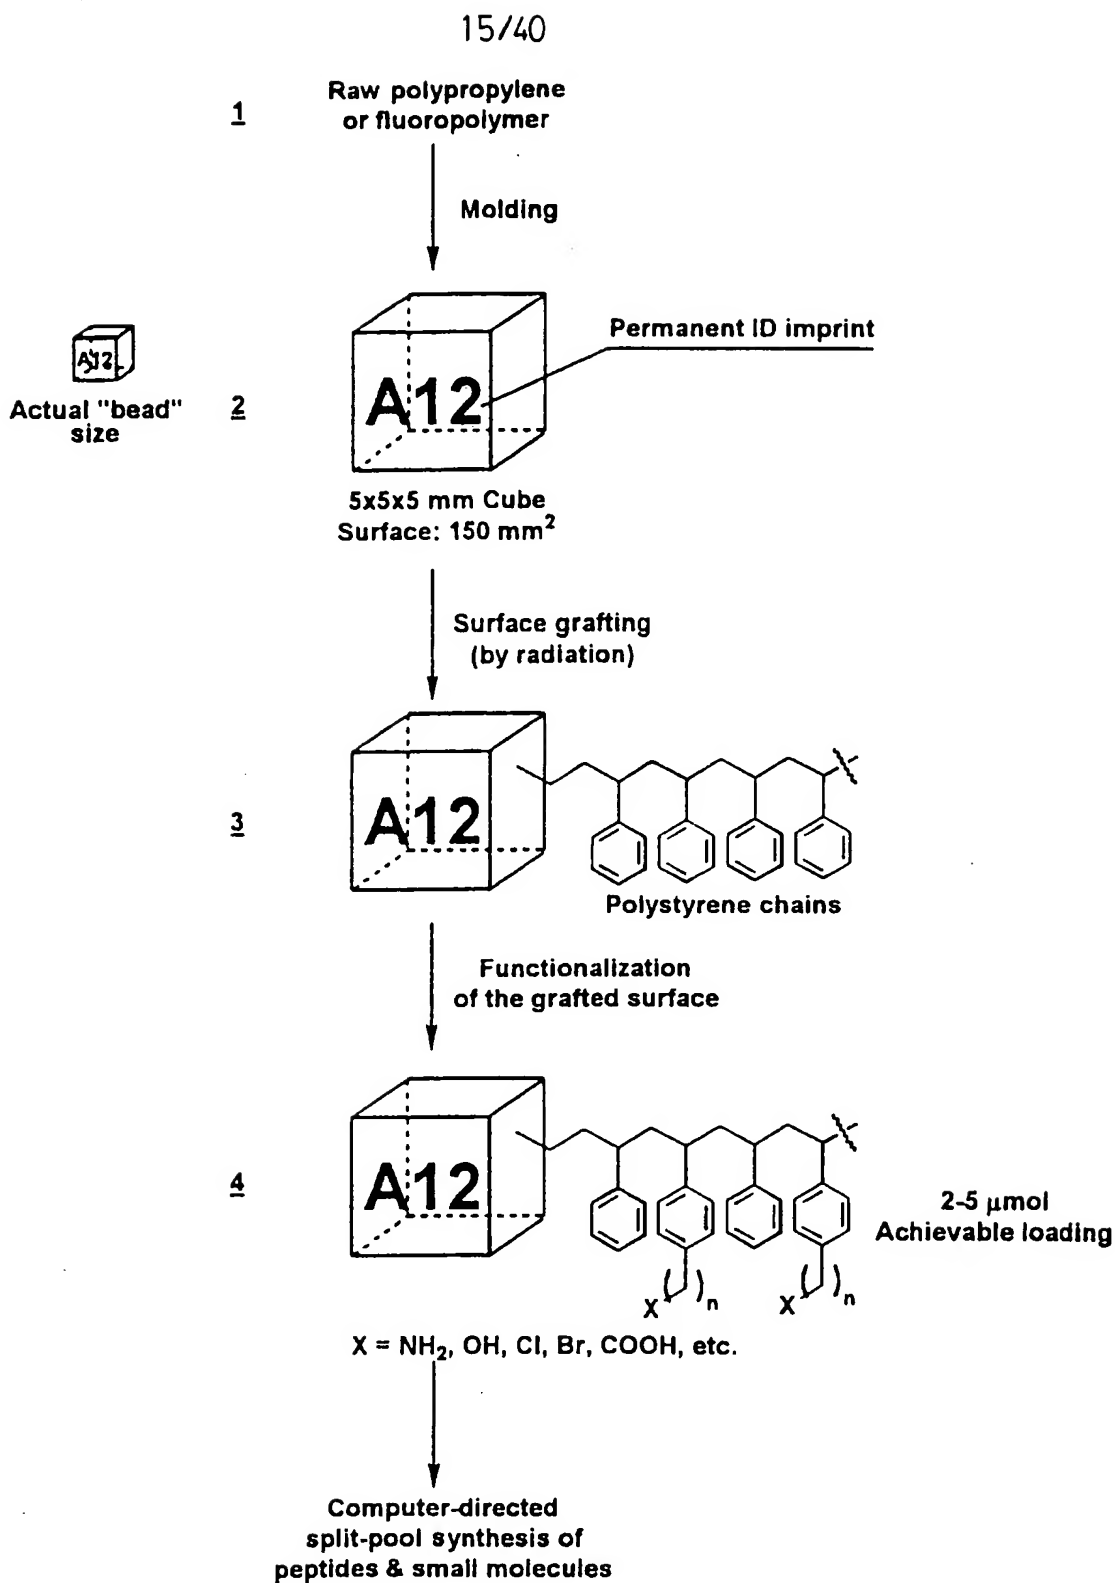 15/40
1
Raw polypropylene
or fluoropolymer
Molding
A12
Actual "bead"
size
2
A12
Permanent ID imprint
5x5x5 mm Cube
Surface: 150 mm²
Surface grafting
(by radiation)
3
A12
Polystyrene chains
Functionalization
of the grafted surface
4
A12
X ( )n X ( )n
2-5 μmol
Achievable loading
X = NH₂, OH, Cl, Br, COOH, etc.
Computer-directed
split-pool synthesis of
peptides & small molecules